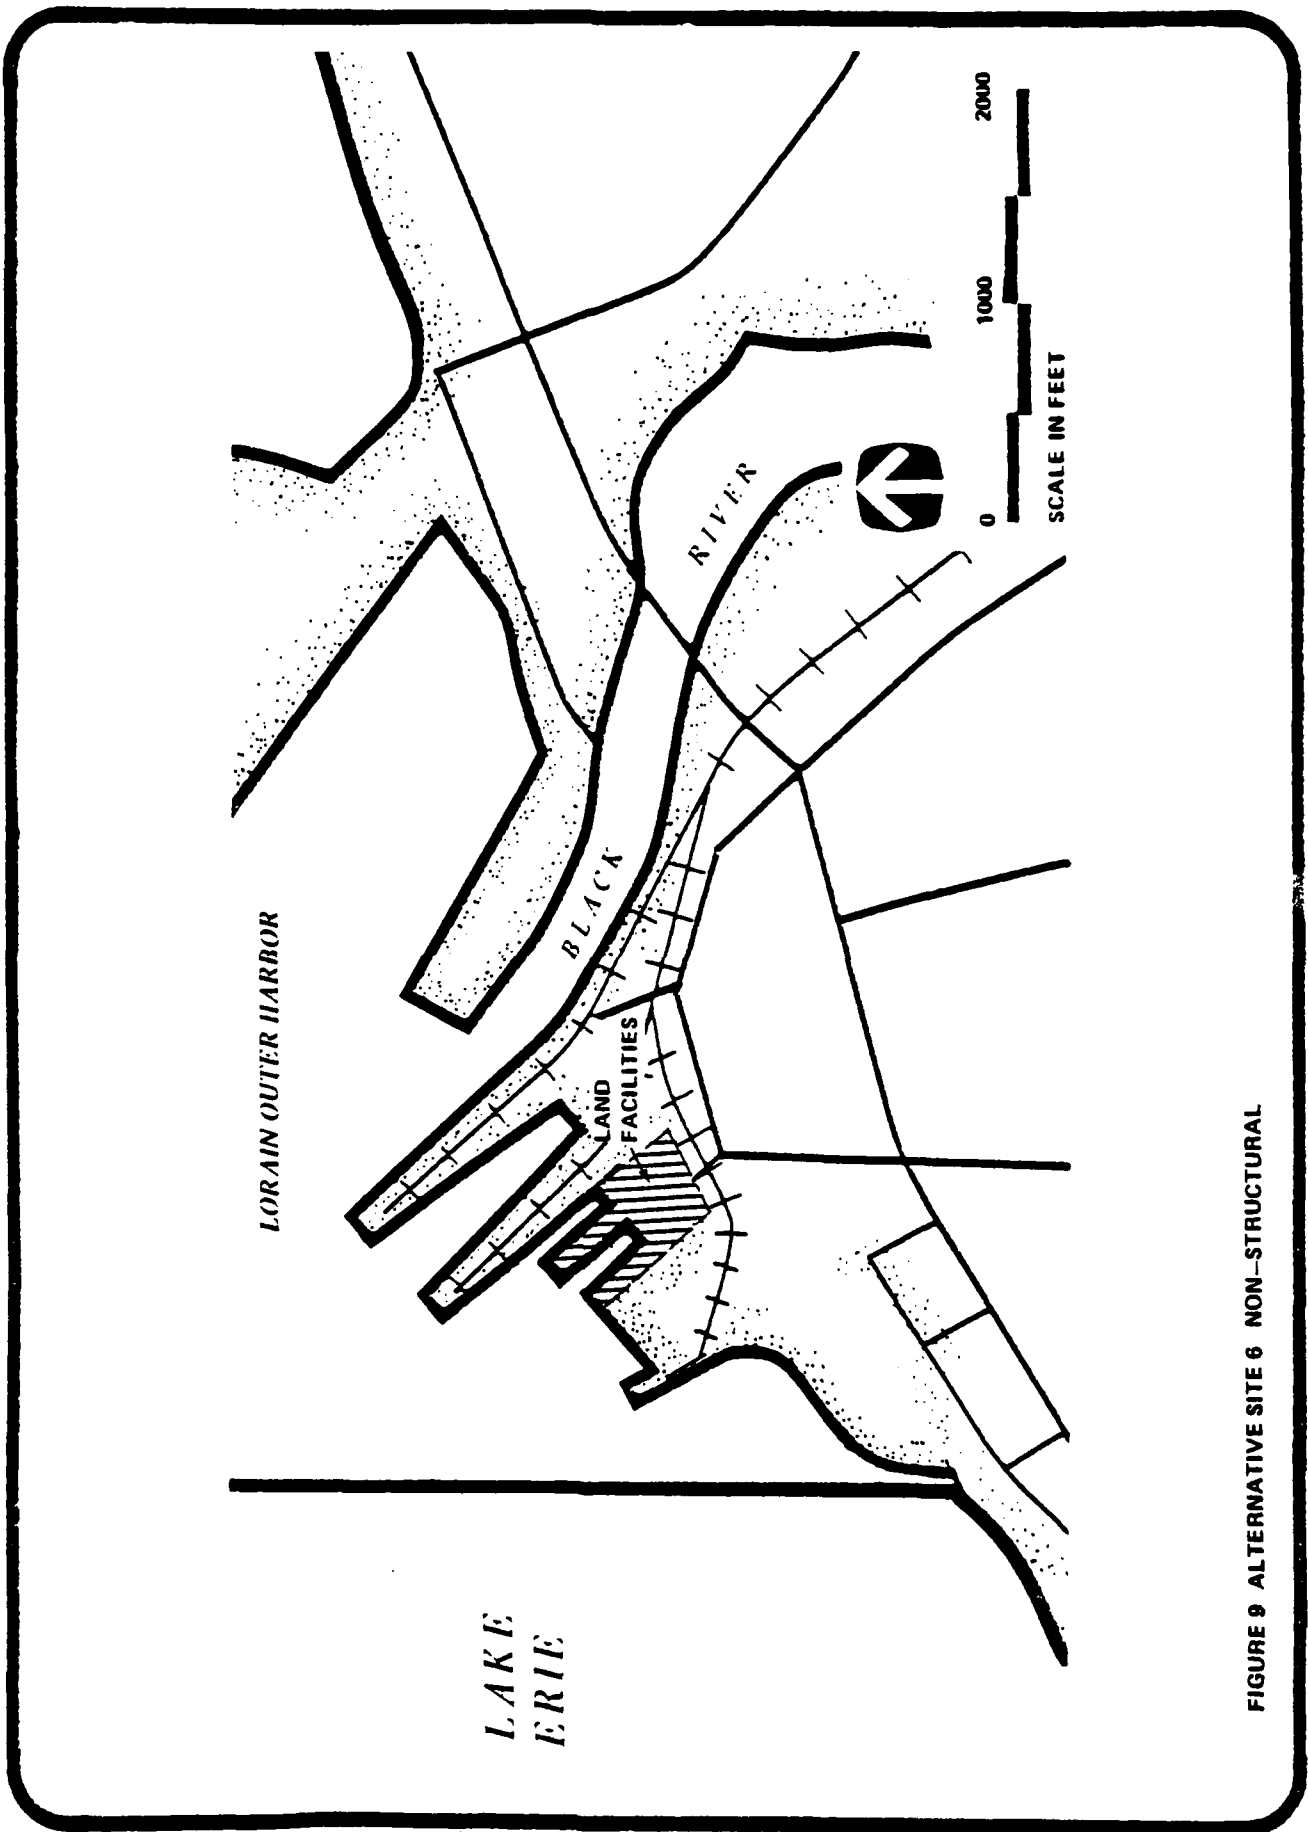 LORAIN OUTER HARBOR
LAKE
ERIE
BLACK
RIVER
LAND
FACILITIES
0
1000
2000
SCALE IN FEET
FIGURE 9 ALTERNATIVE SITE 6 NON-STRUCTURAL